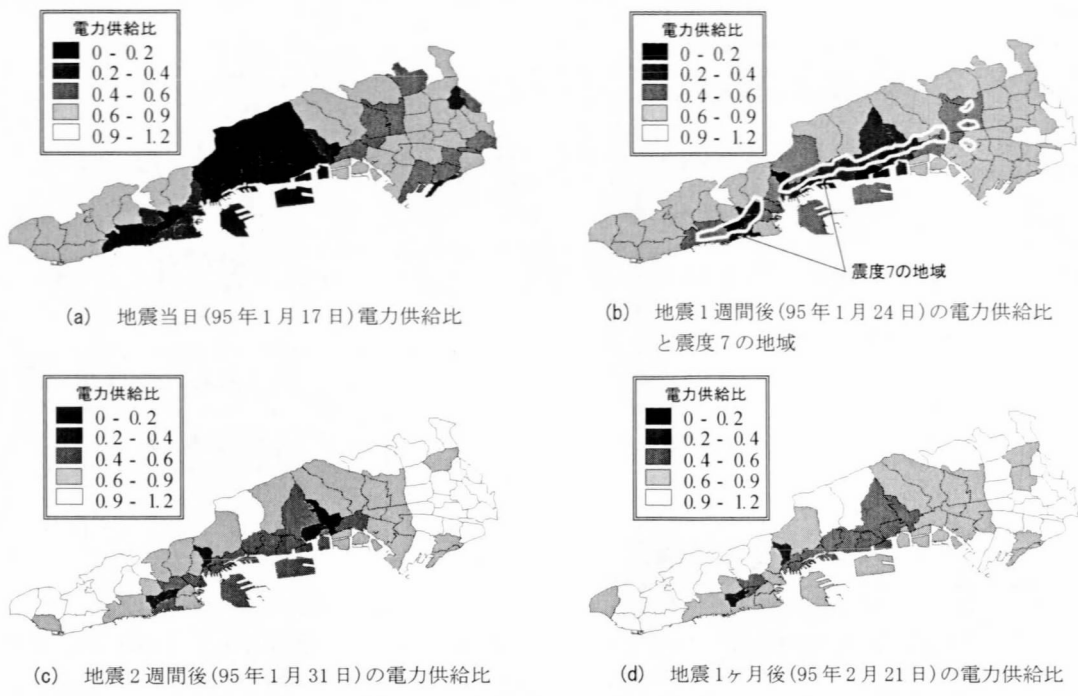 電力供給比
0 - 0.2
0.2 - 0.4
0.4 - 0.6
0.6 - 0.9
0.9 - 1.2
(a) 地震当日(95年1月17日)電力供給比
電力供給比
0 - 0.2
0.2 - 0.4
0.4 - 0.6
0.6 - 0.9
0.9 - 1.2
震度7の地域
(b) 地震1週間後(95年1月24日)の電力供給比
と震度7の地域
電力供給比
0 - 0.2
0.2 - 0.4
0.4 - 0.6
0.6 - 0.9
0.9 - 1.2
(c) 地震2週間後(95年1月31日)の電力供給比
電力供給比
0 - 0.2
0.2 - 0.4
0.4 - 0.6
0.6 - 0.9
0.9 - 1.2
(d) 地震1ヶ月後(95年2月21日)の電力供給比